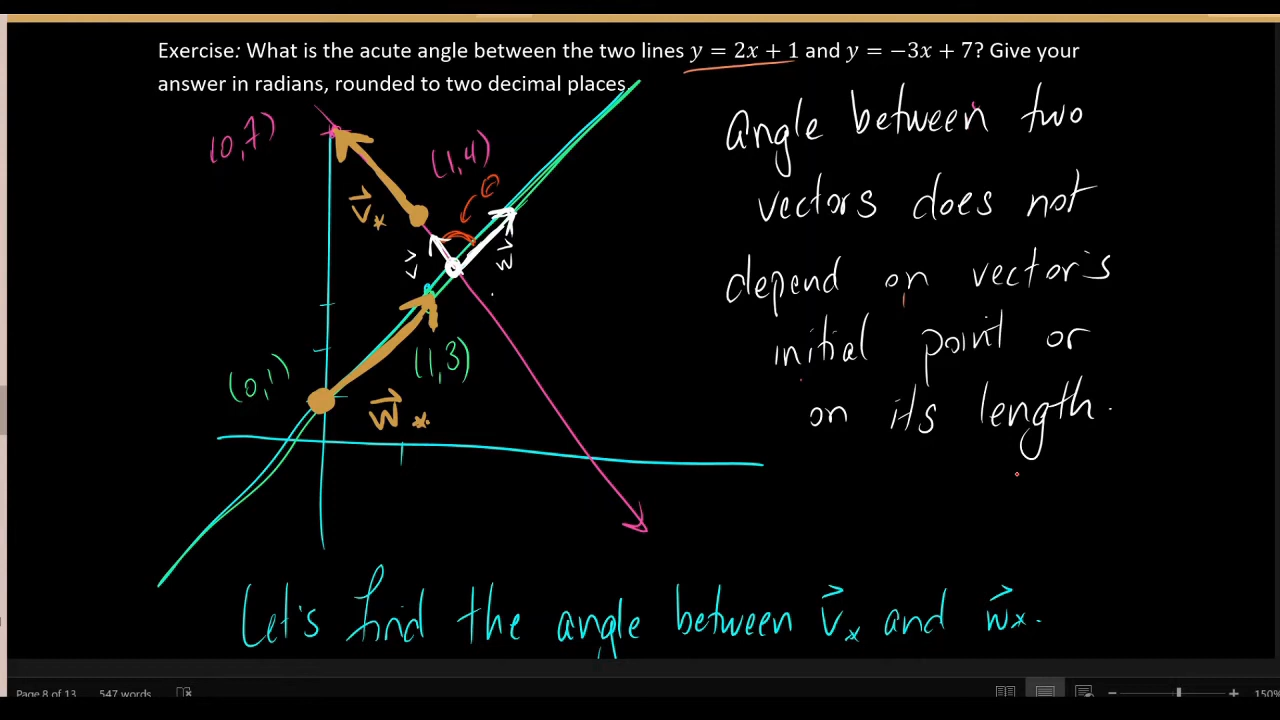 Exercise: What is the acute angle between the two lines y = 2x + 1 and y = −3x + 7? Give your
answer in radians, rounded to two decimal places.
(0,7)
(1,4)
v⃗*
θ
v⃗
w⃗
(0,1)
(1,3)
w⃗*
angle between two
vectors does not
depend on vector's
initial point or
on its length.
Let's find the angle between v⃗* and w⃗*.
Page 8 of 13 547 words 150%